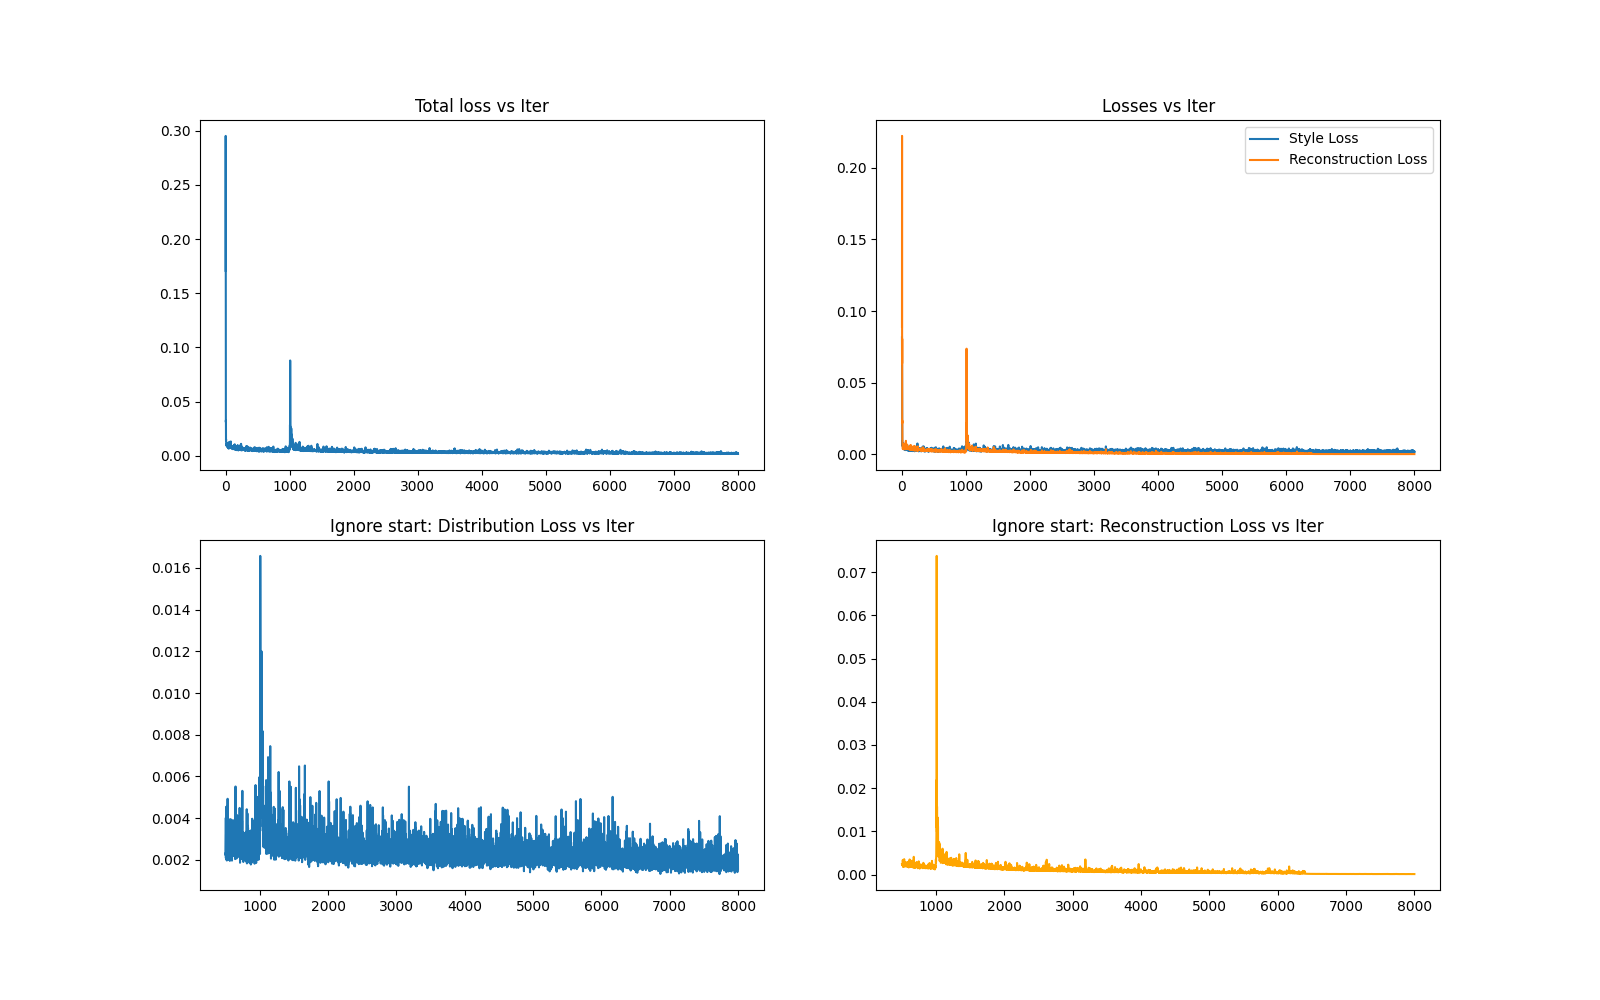 Total loss vs Iter
0.30
0.25
0.20
0.15
0.10
0.05
0.00
0 1000 2000 3000 4000 5000 6000 7000 8000
Losses vs Iter
Style Loss
Reconstruction Loss
0.20
0.15
0.10
0.05
0.00
0 1000 2000 3000 4000 5000 6000 7000 8000
Ignore start: Distribution Loss vs Iter
0.016
0.014
0.012
0.010
0.008
0.006
0.004
0.002
1000 2000 3000 4000 5000 6000 7000 8000
Ignore start: Reconstruction Loss vs Iter
0.07
0.06
0.05
0.04
0.03
0.02
0.01
0.00
1000 2000 3000 4000 5000 6000 7000 8000